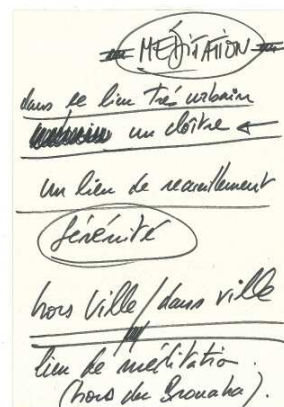 MÉDITATION
dans ce lieu très urbain
un cloître
un lieu de recueillement
Sérénité
hors ville / dans ville
lieu de méditation.
(hors du Brouaha).